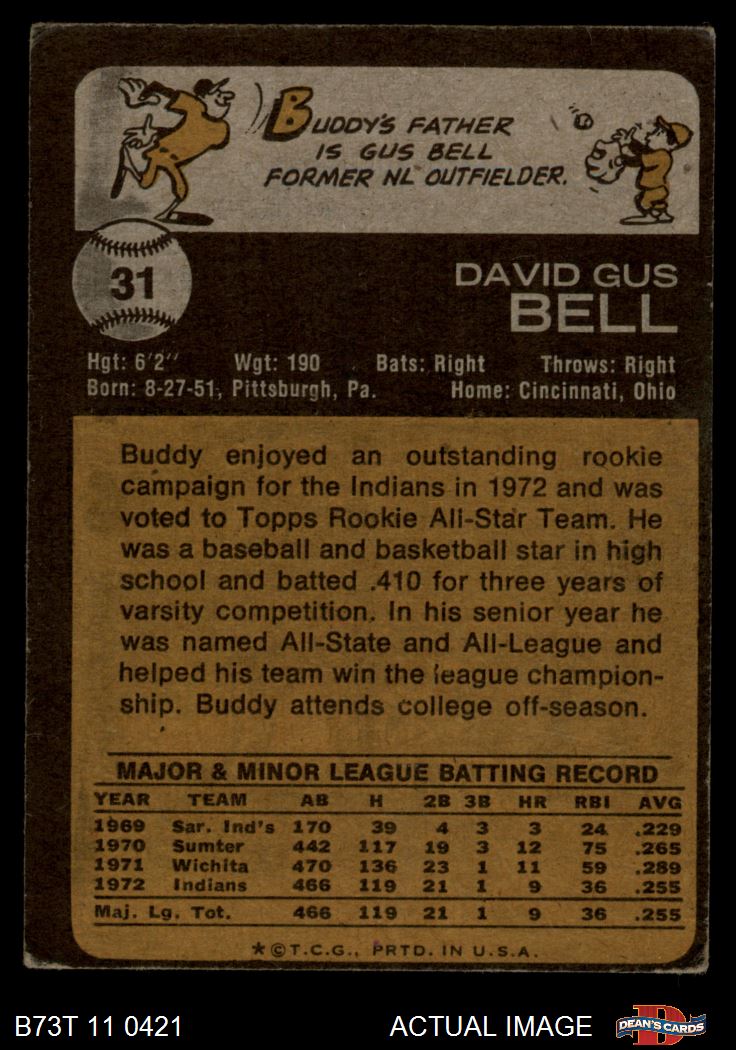 BUDDY'S FATHER
IS GUS BELL
FORMER NL OUTFIELDER.
31
DAVID GUS
BELL
Hgt: 6'2" Wgt: 190 Bats: Right Throws: Right
Born: 8-27-51, Pittsburgh, Pa. Home: Cincinnati, Ohio
Buddy enjoyed an outstanding rookie
campaign for the Indians in 1972 and was
voted to Topps Rookie All-Star Team. He
was a baseball and basketball star in high
school and batted .410 for three years of
varsity competition. In his senior year he
was named All-State and All-League and
helped his team win the league champion-
ship. Buddy attends college off-season.
MAJOR & MINOR LEAGUE BATTING RECORD
YEAR TEAM AB H 2B 3B HR RBI AVG
1969 Sar. Ind's 170 39 4 3 3 24 .229
1970 Sumter 442 117 19 3 12 75 .265
1971 Wichita 470 136 23 1 11 59 .289
1972 Indians 466 119 21 1 9 36 .255
Maj. Lg. Tot. 466 119 21 1 9 36 .255
*©T.C.G., PRTD. IN U.S.A.
B73T 11 0421 ACTUAL IMAGE D DEAN'S CARDS